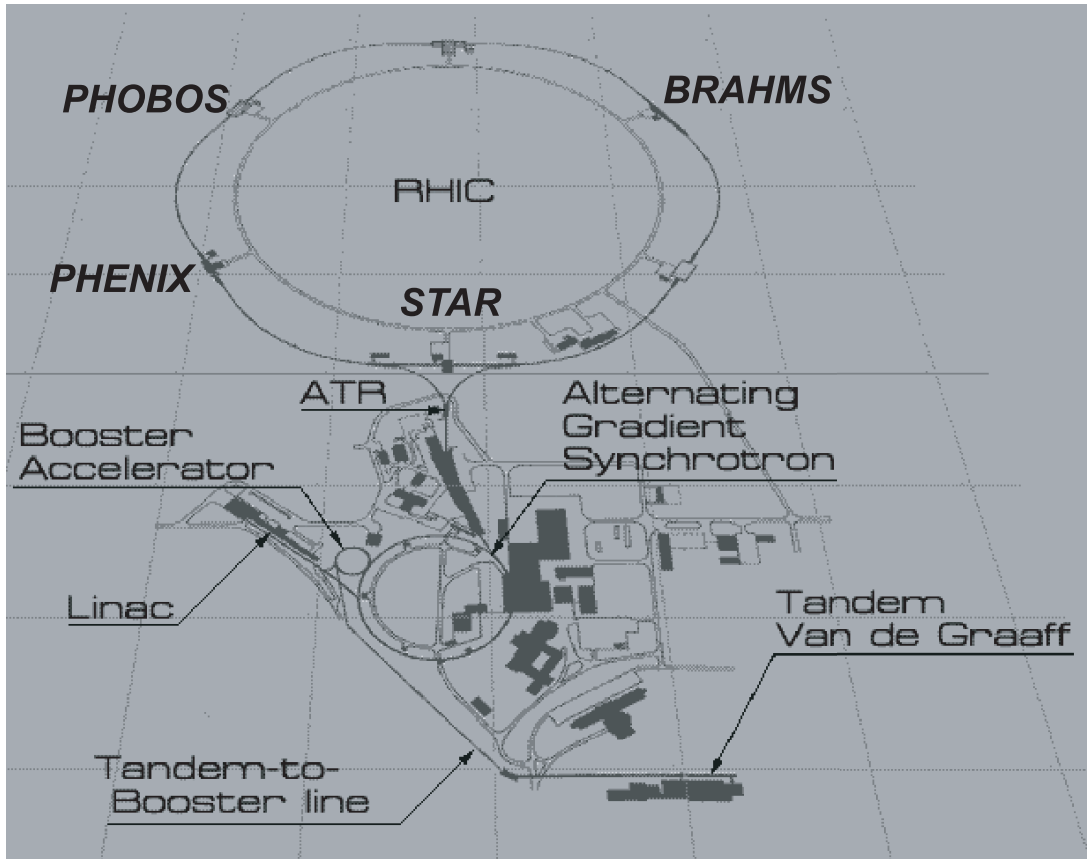 PHOBOS
BRAHMS
RHIC
PHENIX
STAR
ATR
Alternating
Gradient
Synchrotron
Booster
Accelerator
Linac
Tandem
Van de Graaff
Tandem-to-
Booster line